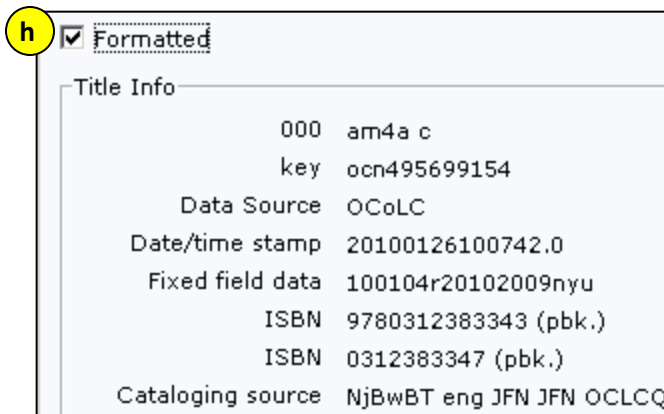 h
Formatted
Title Info
000 am4a c
key ocn495699154
Data Source OCoLC
Date/time stamp 20100126100742.0
Fixed field data 100104r20102009nyu
ISBN 9780312383343 (pbk.)
ISBN 0312383347 (pbk.)
Cataloging source NjBwBT eng JFN JFN OCLCQ